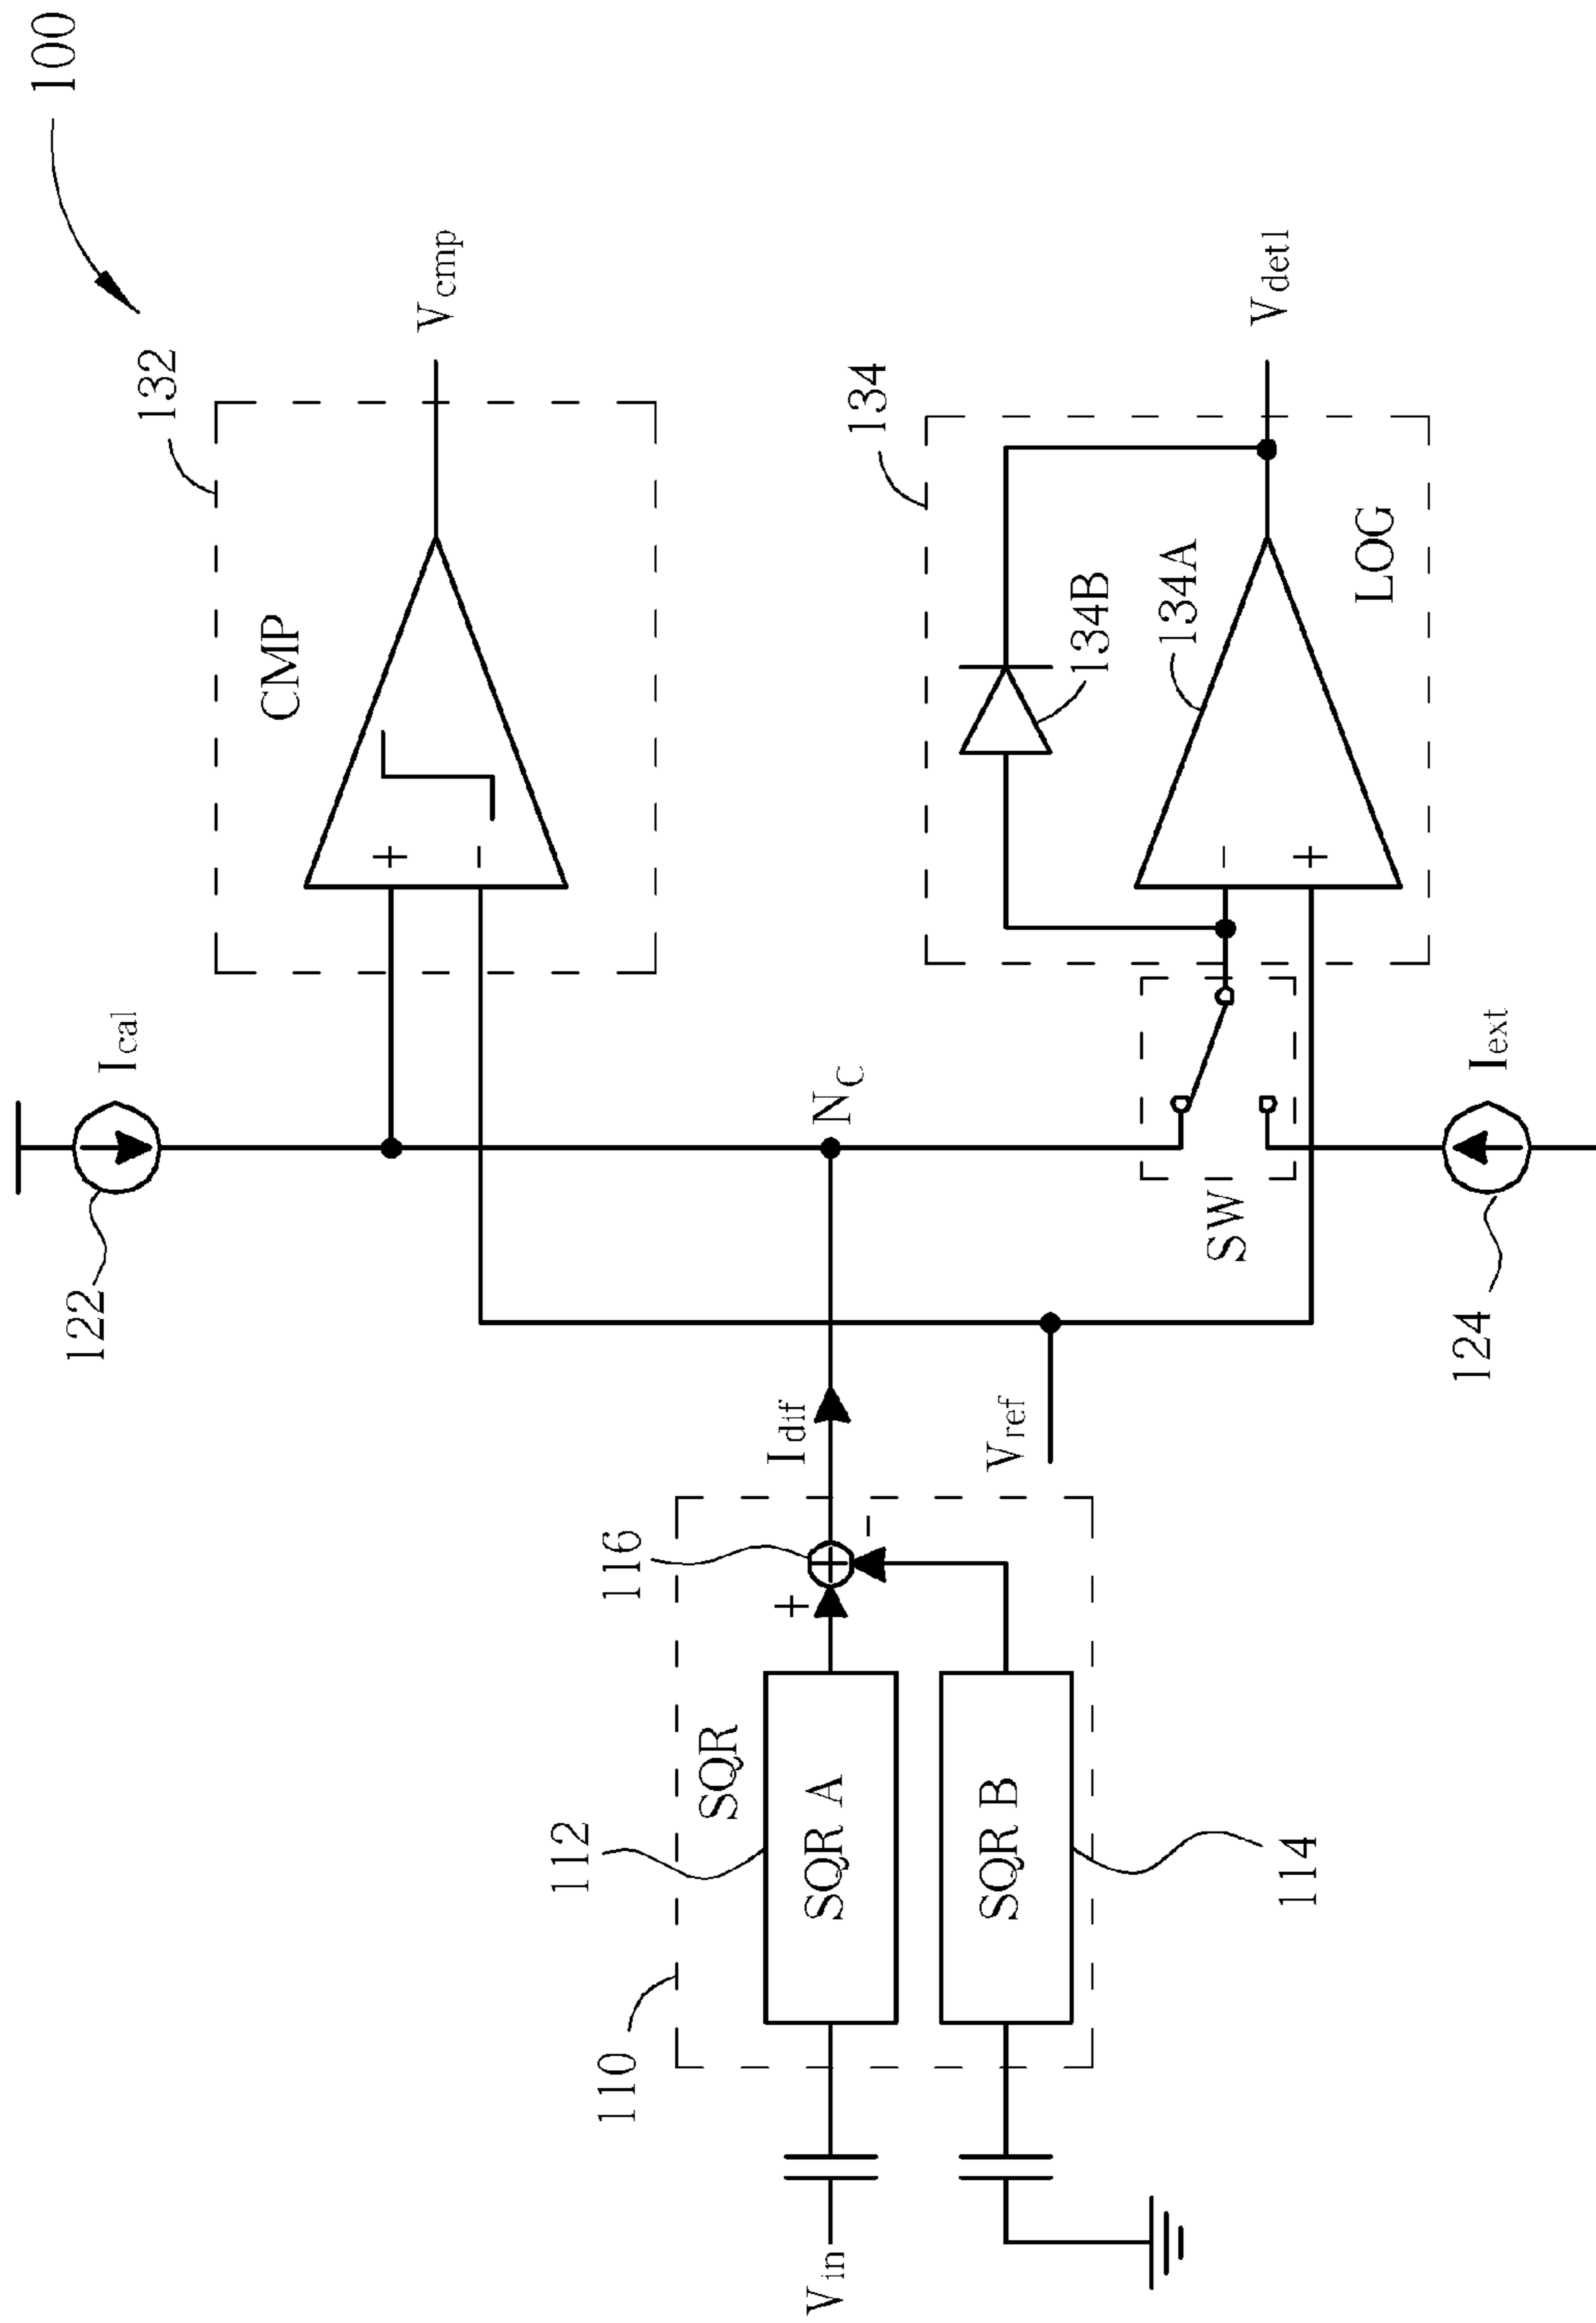 100
122
Ical
132
CMP
+
-
Vcmp
110
112
116
SQR
Idif
+
-
Vin
SQR A
NC
134
SQR B
Vref
134B
134A
SW
-
+
Vdet1
114
LOG
124
Iext